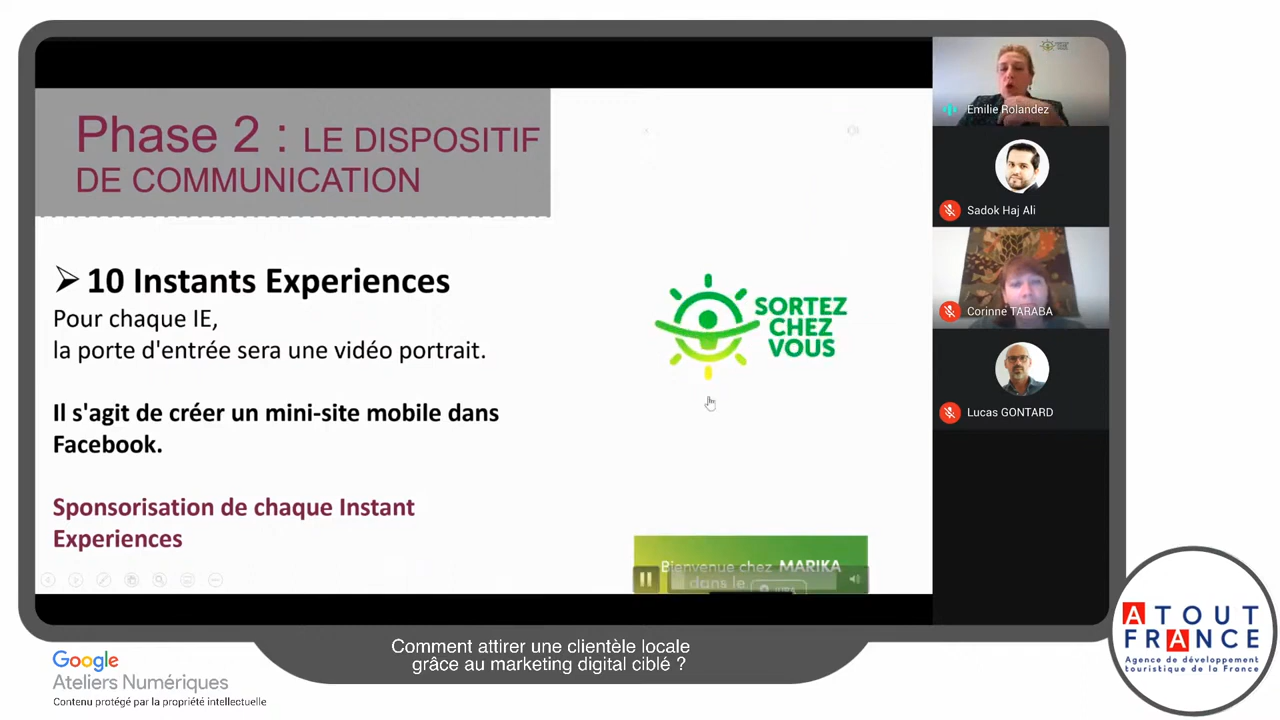 Phase 2 : LE DISPOSITIF
DE COMMUNICATION
➢ 10 Instants Experiences
Pour chaque IE,
la porte d'entrée sera une vidéo portrait.
Il s'agit de créer un mini-site mobile dans
Facebook.
Sponsorisation de chaque Instant
Experiences
SORTEZ
CHEZ
VOUS
Bienvenue chez MARIKA
dans le
Emilie Rolandez
Sadok Haj Ali
Corinne TARABA
Lucas GONTARD
Comment attirer une clientèle locale
grâce au marketing digital ciblé ?
Google
Ateliers Numériques
Contenu protégé par la propriété intellectuelle
ATOUT
FRANCE
Agence de développement
touristique de la France